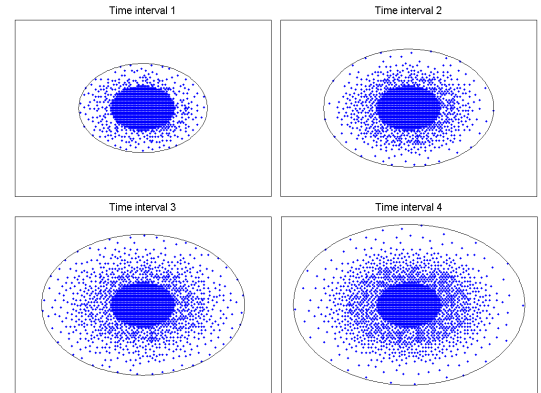 Time interval 1
Time interval 2
Time interval 3
Time interval 4